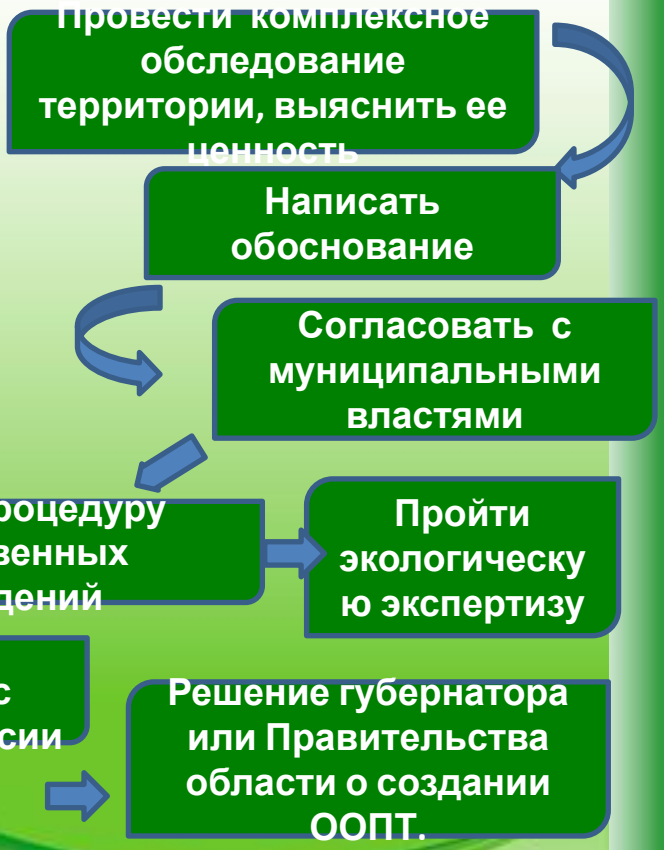 Провести комплексное
обследование
территории, выяснить ее
ценность
Написать
обоснование
Согласовать с
муниципальными
властями
роцедуру
венных
дений
Пройти
экологическу
ю экспертизу
с
сии
Решение губернатора
или Правительства
области о создании
ООПТ.